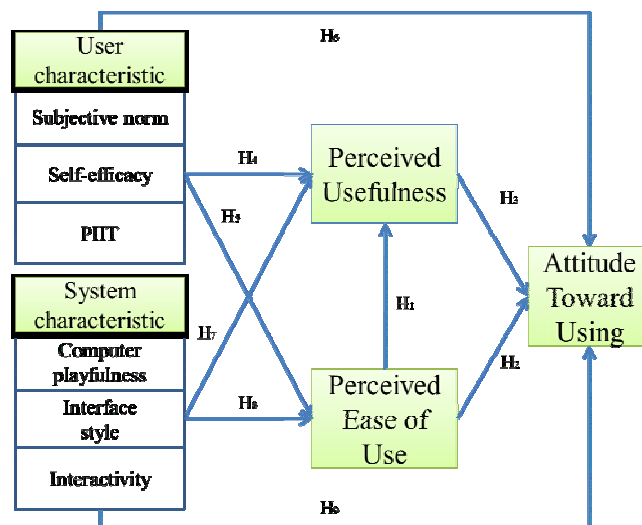 H6
User
characteristic
Subjective norm
Self-efficacy
PIIT
H4
H5
Perceived
Usefulness
H3
Attitude
Toward
Using
System
characteristic
Computer
playfulness
Interface
style
Interactivity
H7
H8
H1
Perceived
Ease of
Use
H2
H9